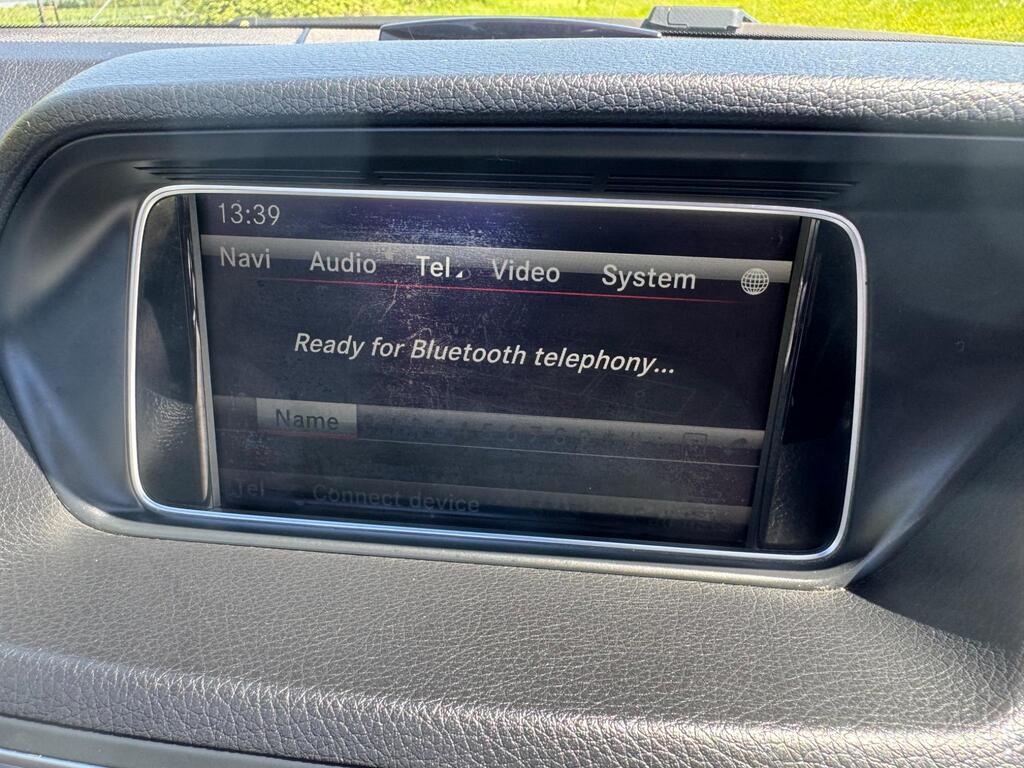 13:39
Navi Audio Tel Video System
Ready for Bluetooth telephony...
Name
Tel Connect device